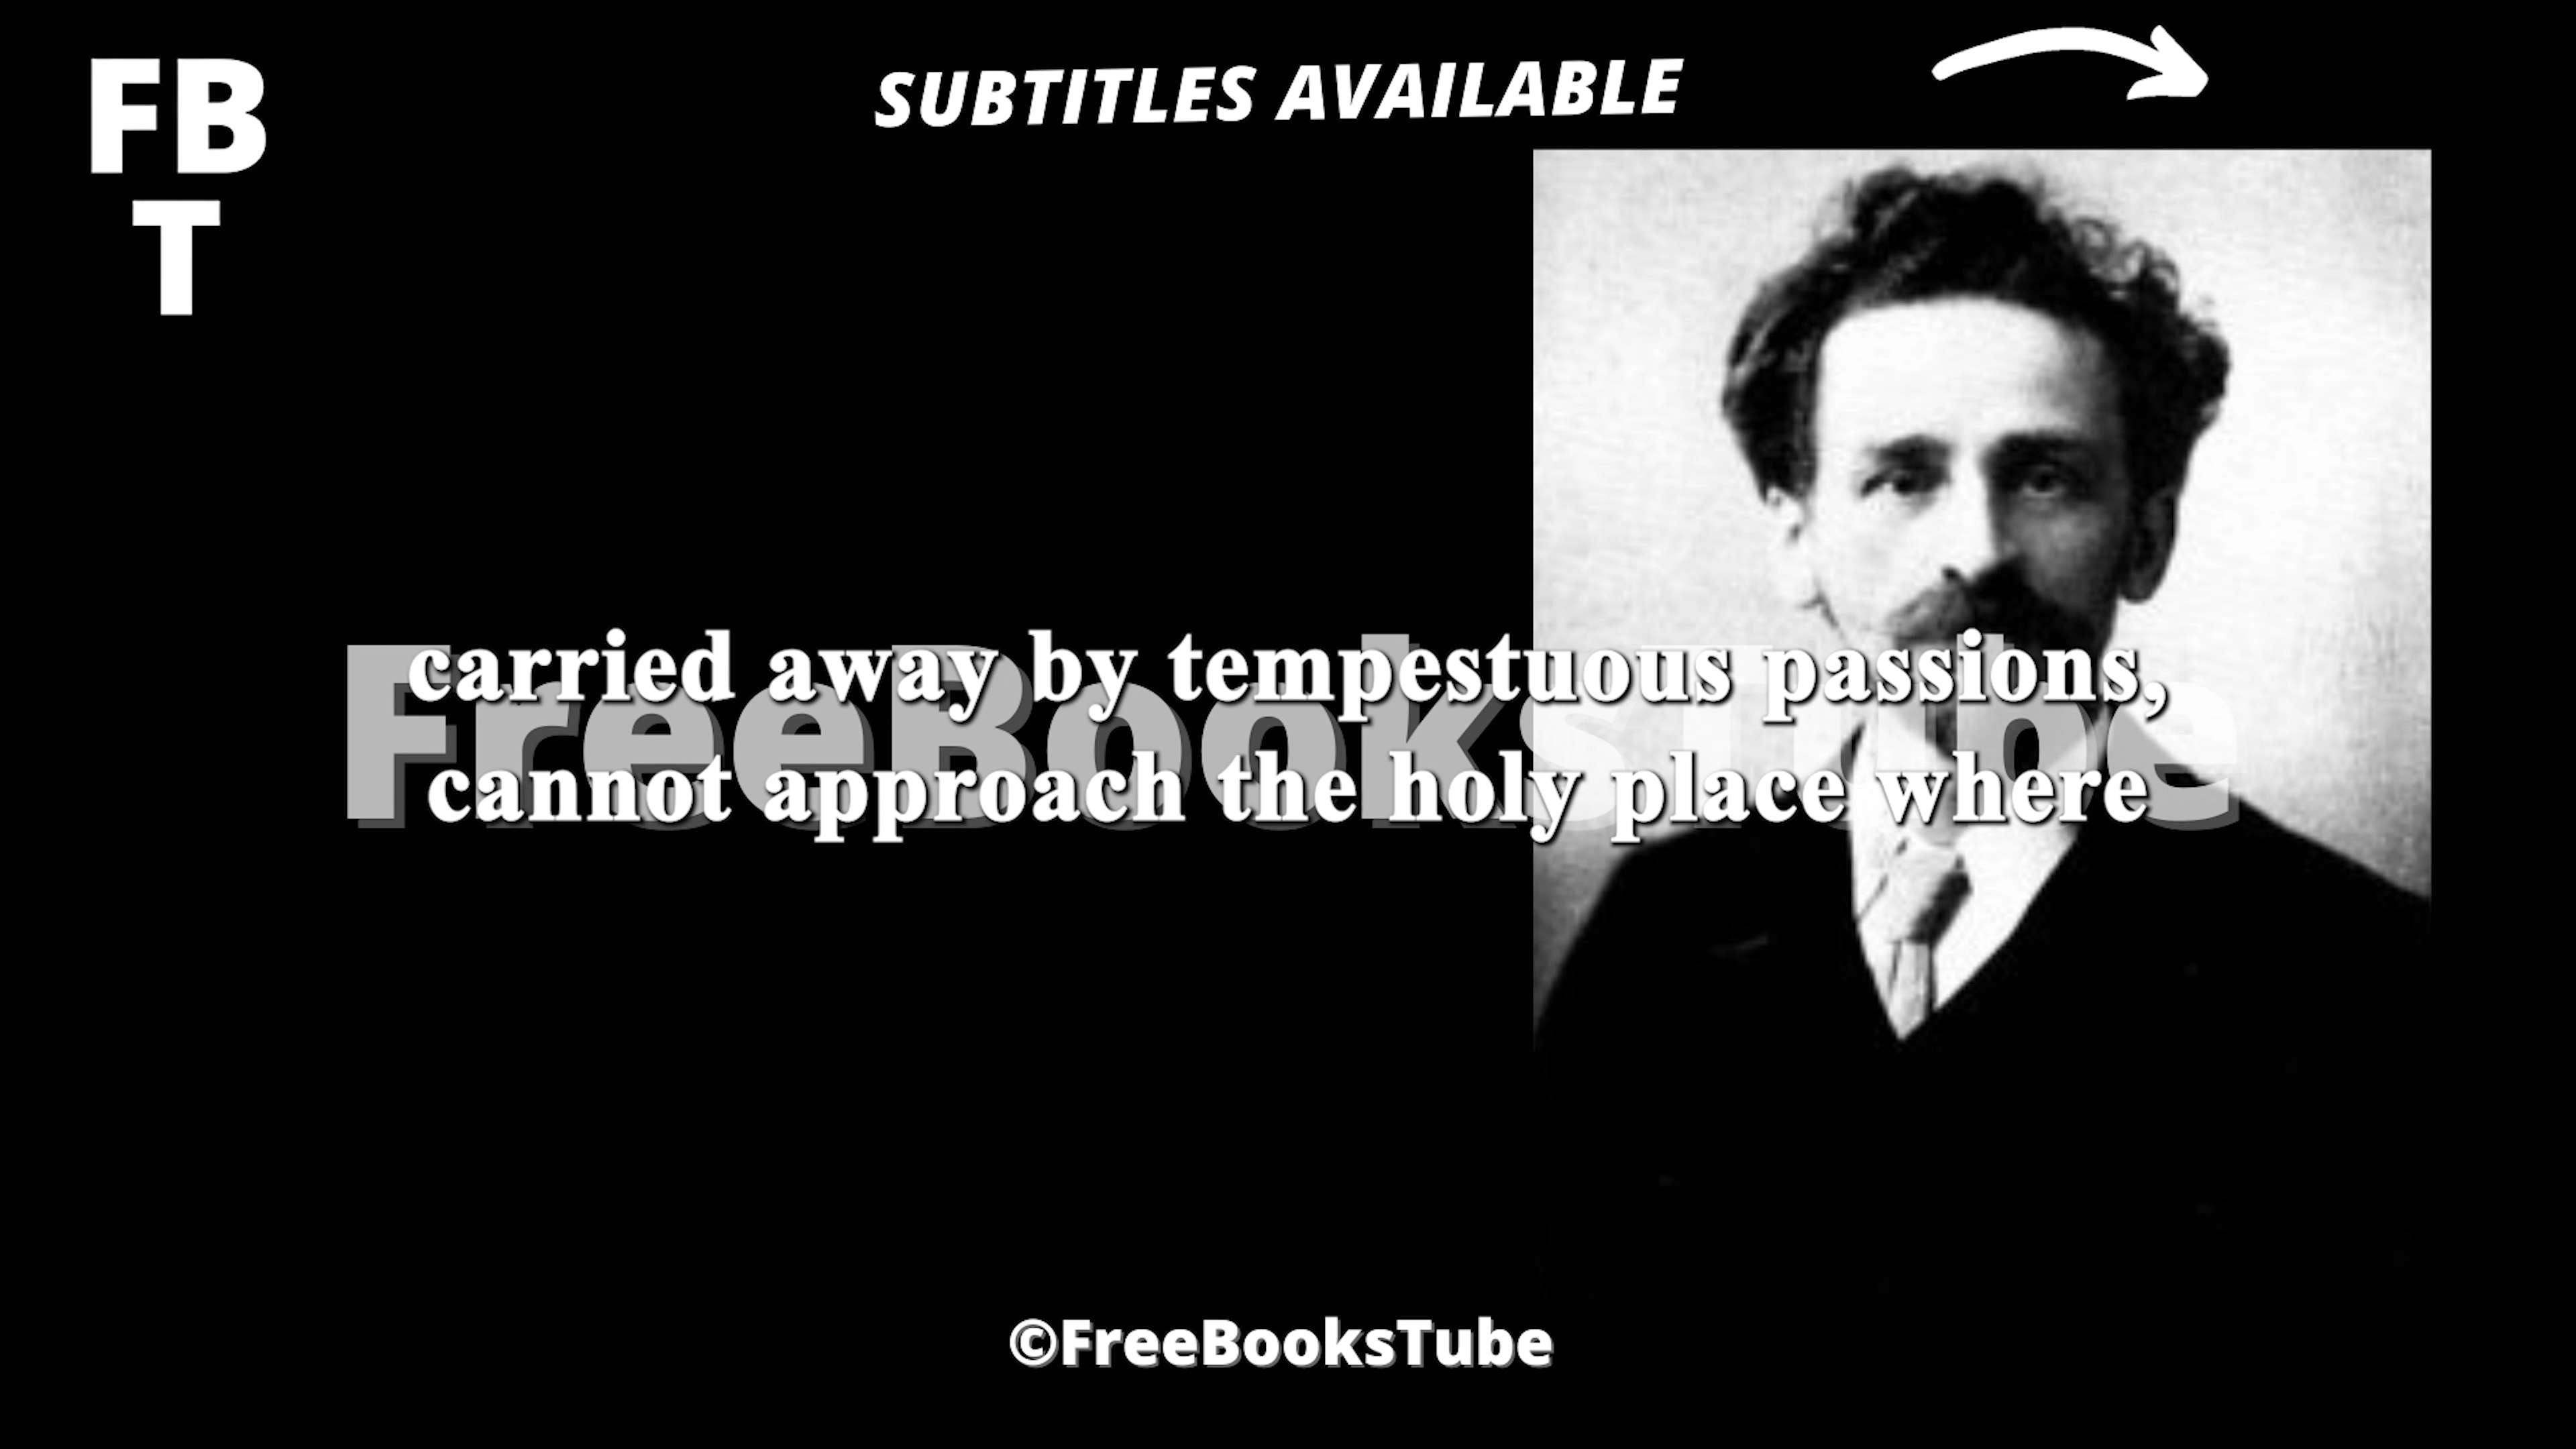 FB
T
SUBTITLES AVAILABLE
carried away by tempestuous passions,
FreeBooksTube
cannot approach the holy place where
©FreeBooksTube